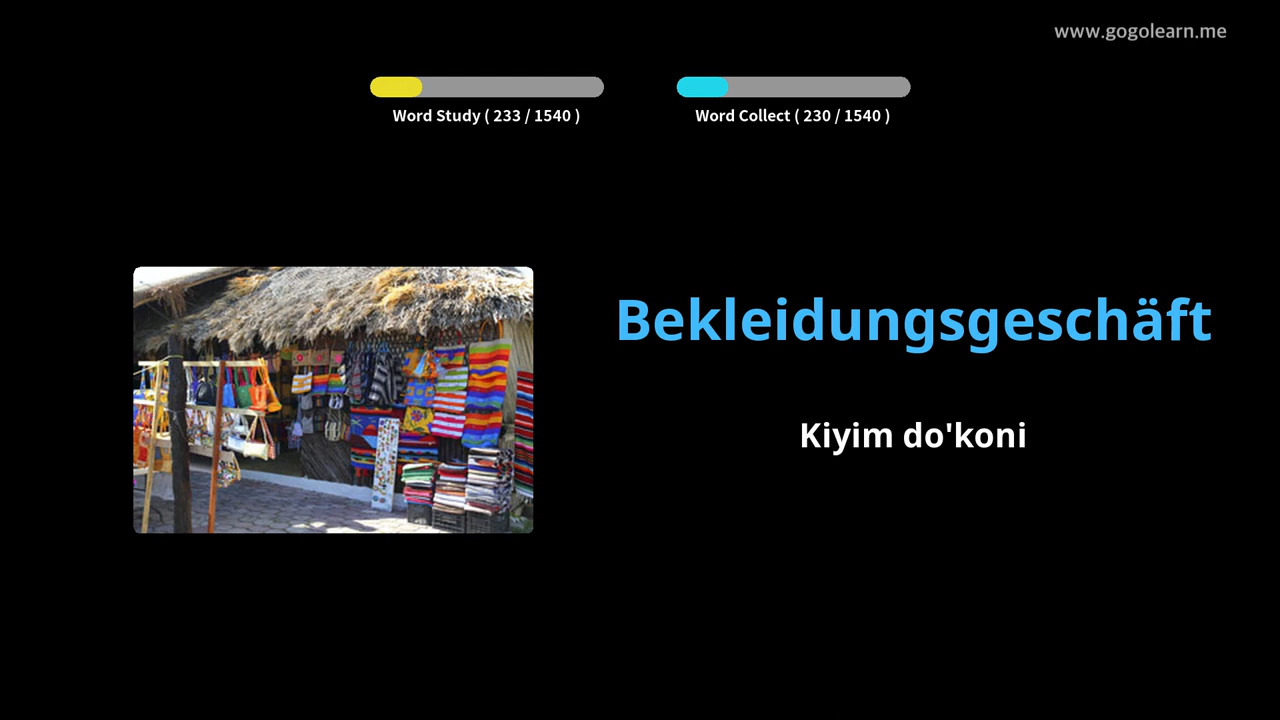 www.gogolearn.me
Word Study ( 233 / 1540 )
Word Collect ( 230 / 1540 )
Bekleidungsgeschäft
Kiyim do'koni